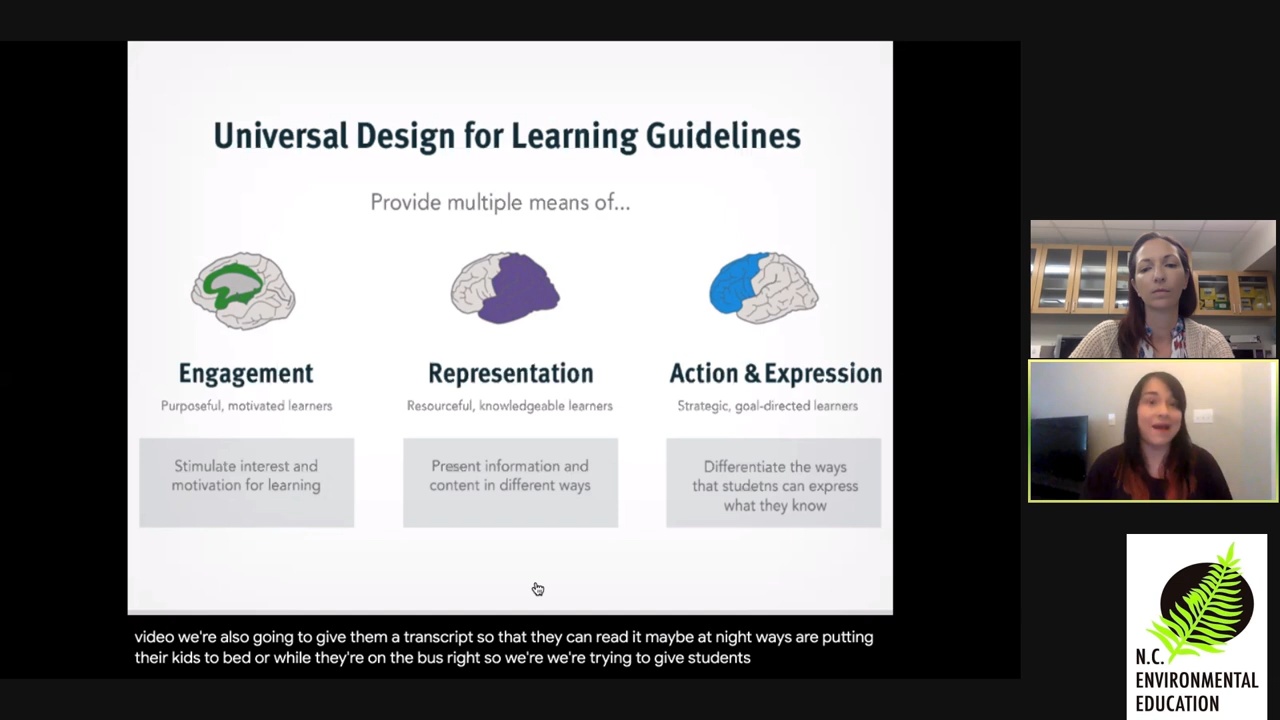 Universal Design for Learning Guidelines
Provide multiple means of...
Engagement
Purposeful, motivated learners
Stimulate interest and
motivation for learning
Representation
Resourceful, knowledgeable learners
Present information and
content in different ways
Action & Expression
Strategic, goal-directed learners
Differentiate the ways
that studetns can express
what they know
video we're also going to give them a transcript so that they can read it maybe at night ways are putting
their kids to bed or while they're on the bus right so we're we're trying to give students
N.C.
ENVIRONMENTAL
EDUCATION